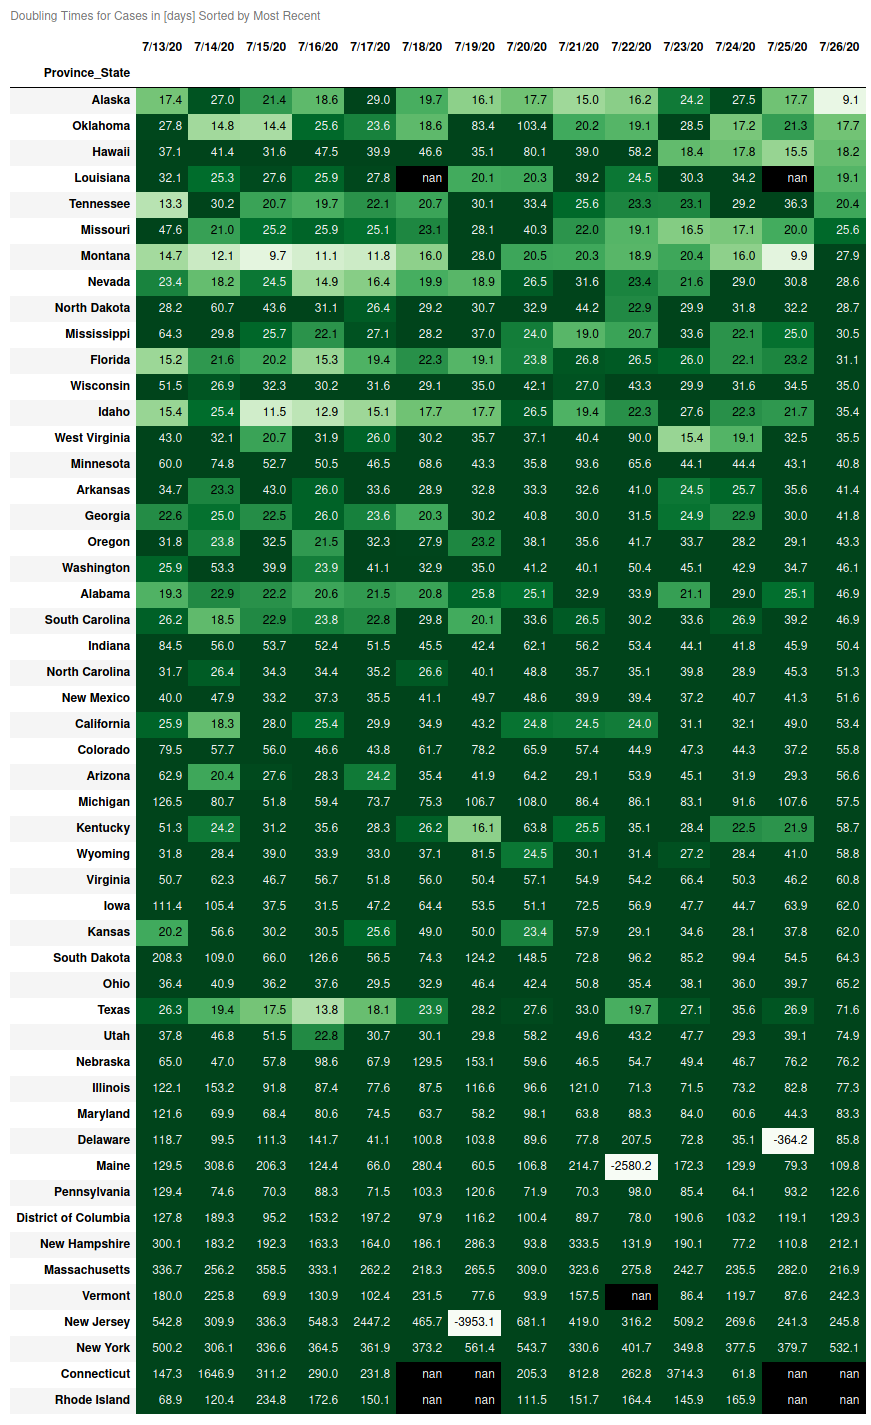 Doubling Times for Cases in [days] Sorted by Most Recent
7/13/20 7/14/20 7/15/20 7/16/20 7/17/20 7/18/20 7/19/20 7/20/20 7/21/20 7/22/20 7/23/20 7/24/20 7/25/20 7/26/20
Province_State
Alaska 17.4 27.0 21.4 18.6 29.0 19.7 16.1 17.7 15.0 16.2 24.2 27.5 17.7 9.1
Oklahoma 27.8 14.8 14.4 25.6 23.6 18.6 83.4 103.4 20.2 19.1 28.5 17.2 21.3 17.7
Hawaii 37.1 41.4 31.6 47.5 39.9 46.6 35.1 80.1 39.0 58.2 18.4 17.8 15.5 18.2
Louisiana 32.1 25.3 27.6 25.9 27.8 nan 20.1 20.3 39.2 24.5 30.3 34.2 nan 19.1
Tennessee 13.3 30.2 20.7 19.7 22.1 20.7 30.1 33.4 25.6 23.3 23.1 29.2 36.3 20.4
Missouri 47.6 21.0 25.2 25.9 25.1 23.1 28.1 40.3 22.0 19.1 16.5 17.1 20.0 25.6
Montana 14.7 12.1 9.7 11.1 11.8 16.0 28.0 20.5 20.3 18.9 20.4 16.0 9.9 27.9
Nevada 23.4 18.2 24.5 14.9 16.4 19.9 18.9 26.5 31.6 23.4 21.6 29.0 30.8 28.6
North Dakota 28.2 60.7 43.6 31.1 26.4 29.2 30.7 32.9 44.2 22.9 29.9 31.8 32.2 28.7
Mississippi 64.3 29.8 25.7 22.1 27.1 28.2 37.0 24.0 19.0 20.7 33.6 22.1 25.0 30.5
Florida 15.2 21.6 20.2 15.3 19.4 22.3 19.1 23.8 26.8 26.5 26.0 22.1 23.2 31.1
Wisconsin 51.5 26.9 32.3 30.2 31.6 29.1 35.0 42.1 27.0 43.3 29.9 31.6 34.5 35.0
Idaho 15.4 25.4 11.5 12.9 15.1 17.7 17.7 26.5 19.4 22.3 27.6 22.3 21.7 35.4
West Virginia 43.0 32.1 20.7 31.9 26.0 30.2 35.7 37.1 40.4 90.0 15.4 19.1 32.5 35.5
Minnesota 60.0 74.8 52.7 50.5 46.5 68.6 43.3 35.8 93.6 65.6 44.1 44.4 43.1 40.8
Arkansas 34.7 23.3 43.0 26.0 33.6 28.9 32.8 33.3 32.6 41.0 24.5 25.7 35.6 41.4
Georgia 22.6 25.0 22.5 26.0 23.6 20.3 30.2 40.8 30.0 31.5 24.9 22.9 30.0 41.8
Oregon 31.8 23.8 32.5 21.5 32.3 27.9 23.2 38.1 35.6 41.7 33.7 28.2 29.1 43.3
Washington 25.9 53.3 39.9 23.9 41.1 32.9 35.0 41.2 40.1 50.4 45.1 42.9 34.7 46.1
Alabama 19.3 22.9 22.2 20.6 21.5 20.8 25.8 25.1 32.9 33.9 21.1 29.0 25.1 46.9
South Carolina 26.2 18.5 22.9 23.8 22.8 29.8 20.1 33.6 26.5 30.2 33.6 26.9 39.2 46.9
Indiana 84.5 56.0 53.7 52.4 51.5 45.5 42.4 62.1 56.2 53.4 44.1 41.8 45.9 50.4
North Carolina 31.7 26.4 34.3 34.4 35.2 26.6 40.1 48.8 35.7 35.1 39.8 28.9 45.3 51.3
New Mexico 40.0 47.9 33.2 37.3 35.5 41.1 49.7 48.6 39.9 39.4 37.2 40.7 41.3 51.6
California 25.9 18.3 28.0 25.4 29.9 34.9 43.2 24.8 24.5 24.0 31.1 32.1 49.0 53.4
Colorado 79.5 57.7 56.0 46.6 43.8 61.7 78.2 65.9 57.4 44.9 47.3 44.3 37.2 55.8
Arizona 62.9 20.4 27.6 28.3 24.2 35.4 41.9 64.2 29.1 53.9 45.1 31.9 29.3 56.6
Michigan 126.5 80.7 51.8 59.4 73.7 75.3 106.7 108.0 86.4 86.1 83.1 91.6 107.6 57.5
Kentucky 51.3 24.2 31.2 35.6 28.3 26.2 16.1 63.8 25.5 35.1 28.4 22.5 21.9 58.7
Wyoming 31.8 28.4 39.0 33.9 33.0 37.1 81.5 24.5 30.1 31.4 27.2 28.4 41.0 58.8
Virginia 50.7 62.3 46.7 56.7 51.8 56.0 50.4 57.1 54.9 54.2 66.4 50.3 46.2 60.8
Iowa 111.4 105.4 37.5 31.5 47.2 64.4 53.5 51.1 72.5 56.9 47.7 44.7 63.9 62.0
Kansas 20.2 56.6 30.2 30.5 25.6 49.0 50.0 23.4 57.9 29.1 34.6 28.1 37.8 62.0
South Dakota 208.3 109.0 66.0 126.6 56.5 74.3 124.2 148.5 72.8 96.2 85.2 99.4 54.5 64.3
Ohio 36.4 40.9 36.2 37.6 29.5 32.9 46.4 42.4 50.8 35.4 38.1 36.0 39.7 65.2
Texas 26.3 19.4 17.5 13.8 18.1 23.9 28.2 27.6 33.0 19.7 27.1 35.6 26.9 71.6
Utah 37.8 46.8 51.5 22.8 30.7 30.1 29.8 58.2 49.6 43.2 47.7 29.3 39.1 74.9
Nebraska 65.0 47.0 57.8 98.6 67.9 129.5 153.1 59.6 46.5 54.7 49.4 46.7 76.2 76.2
Illinois 122.1 153.2 91.8 87.4 77.6 87.5 116.6 96.6 121.0 71.3 71.5 73.2 82.8 77.3
Maryland 121.6 69.9 68.4 80.6 74.5 63.7 58.2 98.1 63.8 88.3 84.0 60.6 44.3 83.3
Delaware 118.7 99.5 111.3 141.7 41.1 100.8 103.8 89.6 77.8 207.5 72.8 35.1 -364.2 85.8
Maine 129.5 308.6 206.3 124.4 66.0 280.4 60.5 106.8 214.7 -2580.2 172.3 129.9 79.3 109.8
Pennsylvania 129.4 74.6 70.3 88.3 71.5 103.3 120.6 71.9 70.3 98.0 85.4 64.1 93.2 122.6
District of Columbia 127.8 189.3 95.2 153.2 197.2 97.9 116.2 100.4 89.7 78.0 190.6 103.2 119.1 129.3
New Hampshire 300.1 183.2 192.3 163.3 164.0 186.1 286.3 93.8 333.5 131.9 190.1 77.2 110.8 212.1
Massachusetts 336.7 256.2 358.5 333.1 262.2 218.3 265.5 309.0 323.6 275.8 242.7 235.5 282.0 216.9
Vermont 180.0 225.8 69.9 130.9 102.4 231.5 77.6 93.9 157.5 nan 86.4 119.7 87.6 242.3
New Jersey 542.8 309.9 336.3 548.3 2447.2 465.7 -3953.1 681.1 419.0 316.2 509.2 269.6 241.3 245.8
New York 500.2 306.1 336.6 364.5 361.9 373.2 561.4 543.7 330.6 401.7 349.8 377.5 379.7 532.1
Connecticut 147.3 1646.9 311.2 290.0 231.8 nan nan 205.3 812.8 262.8 3714.3 61.8 nan nan
Rhode Island 68.9 120.4 234.8 172.6 150.1 nan nan 111.5 151.7 164.4 145.9 165.9 nan nan